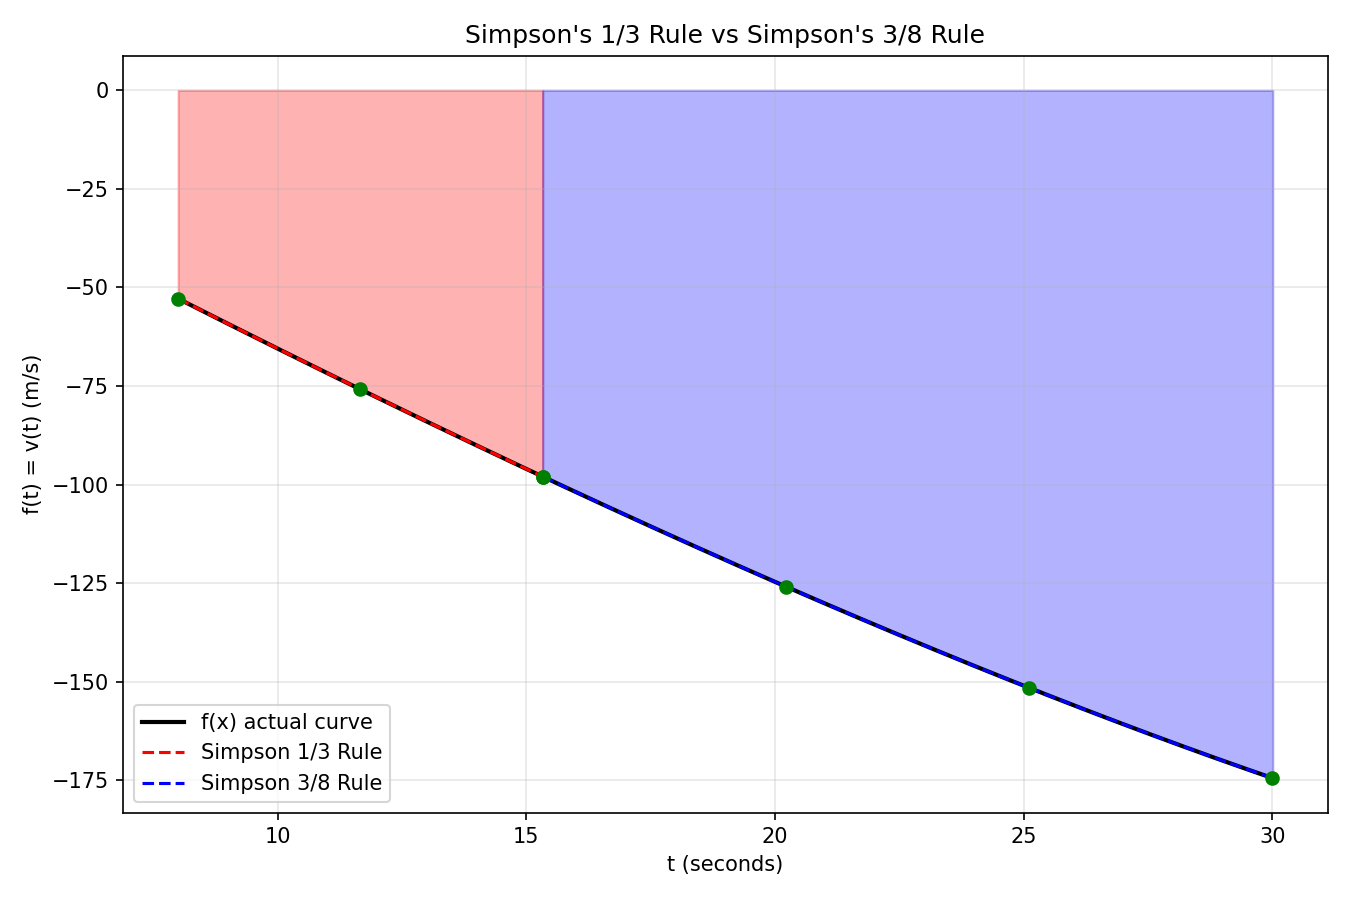 Simpson's 1/3 Rule vs Simpson's 3/8 Rule
0
−25
−50
−75
−100
−125
−150
−175
f(t) = v(t) (m/s)
f(x) actual curve
Simpson 1/3 Rule
Simpson 3/8 Rule
10
15
20
25
30
t (seconds)